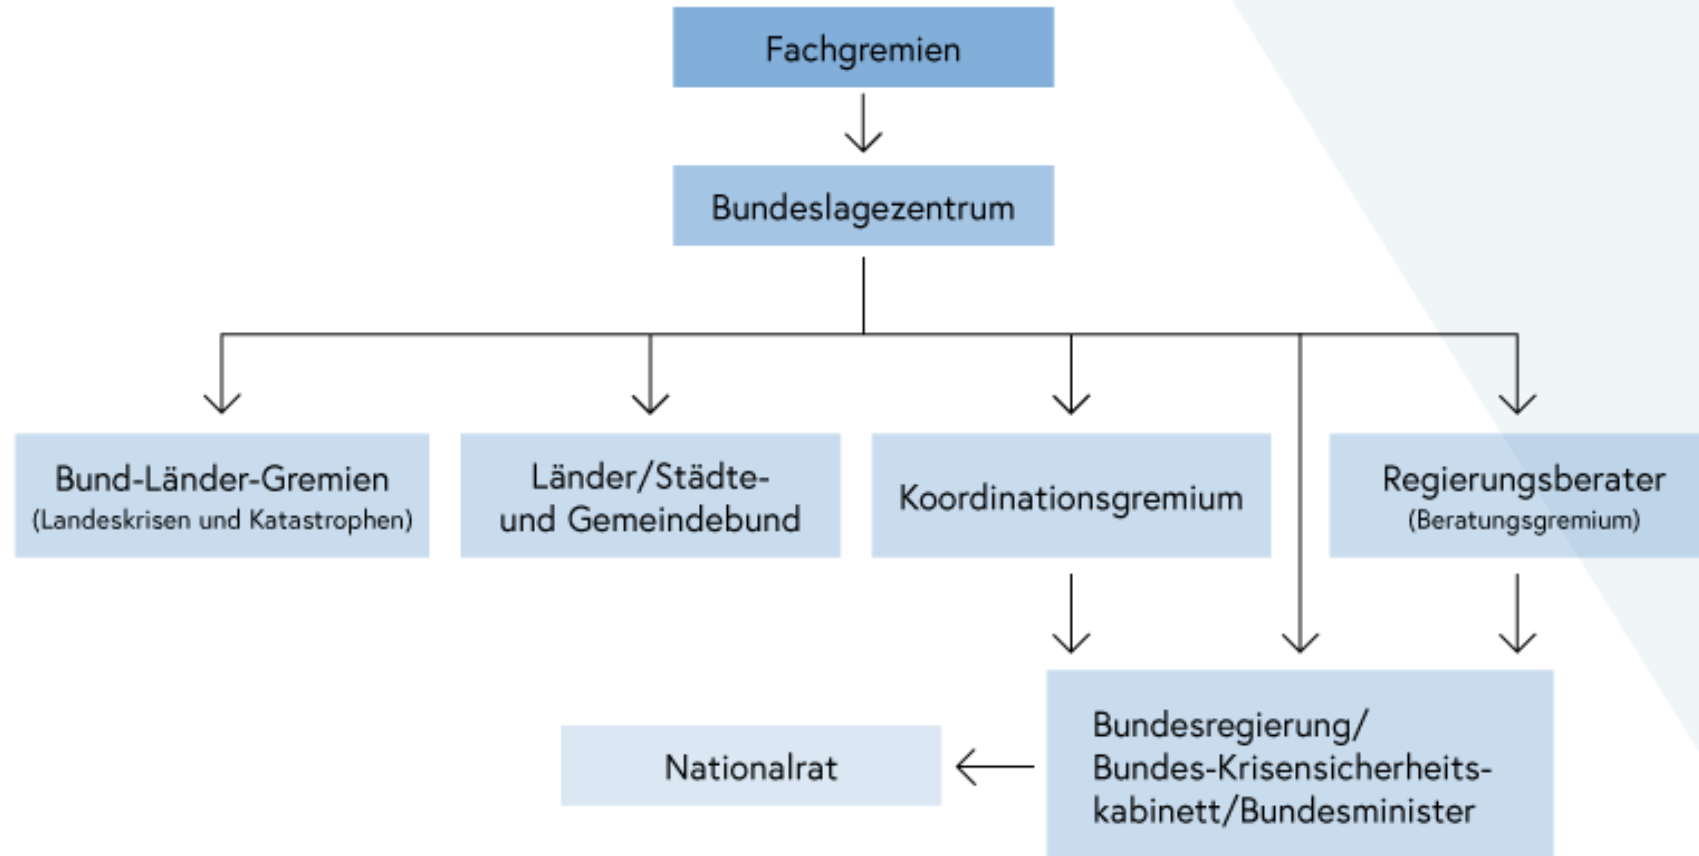 Fachgremien
Bundeslagezentrum
Bund-Länder-Gremien
(Landeskrisen und Katastrophen)
Länder/Städte-
und Gemeindebund
Koordinationsgremium
Regierungsberater
(Beratungsgremium)
Nationalrat
Bundesregierung/
Bundes-Krisensicherheits-
kabinett/Bundesminister